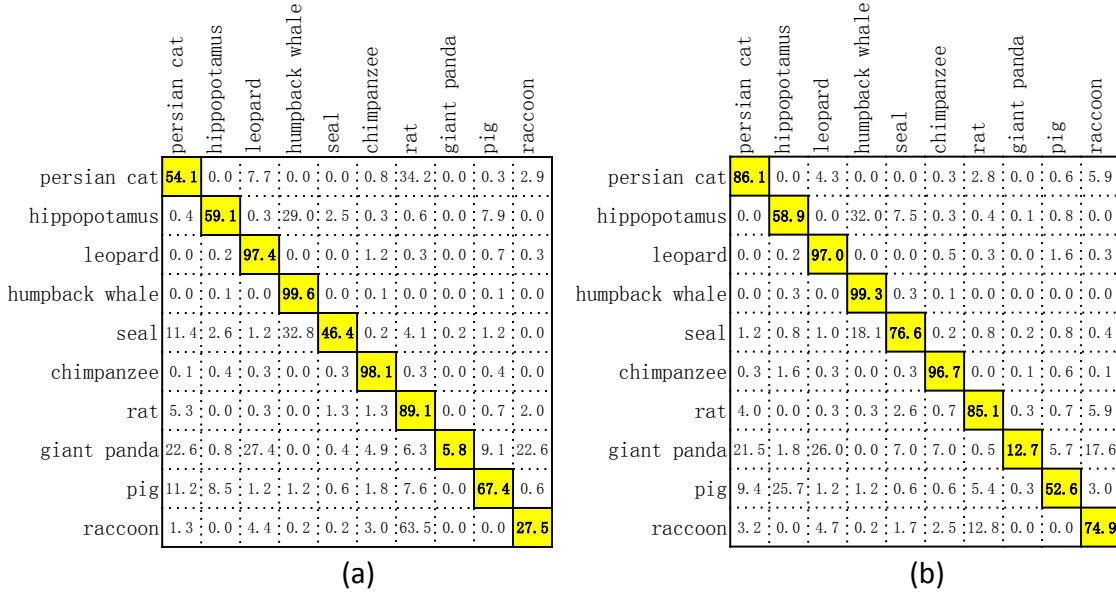 persian cat hippopotamus leopard humpback whale seal chimpanzee rat giant panda pig raccoon
persian cat 54.1 0.0 7.7 0.0 0.0 0.8 34.2 0.0 0.3 2.9
hippopotamus 0.4 59.1 0.3 29.0 2.5 0.3 0.6 0.0 7.9 0.0
leopard 0.0 0.2 97.4 0.0 0.0 1.2 0.3 0.0 0.7 0.3
humpback whale 0.0 0.1 0.0 99.6 0.0 0.1 0.0 0.0 0.1 0.0
seal 11.4 2.6 1.2 32.8 46.4 0.2 4.1 0.2 1.2 0.0
chimpanzee 0.1 0.4 0.3 0.0 0.3 98.1 0.3 0.0 0.4 0.0
rat 5.3 0.0 0.3 0.0 1.3 1.3 89.1 0.0 0.7 2.0
giant panda 22.6 0.8 27.4 0.0 0.4 4.9 6.3 5.8 9.1 22.6
pig 11.2 8.5 1.2 1.2 0.6 1.8 7.6 0.0 67.4 0.6
raccoon 1.3 0.0 4.4 0.2 0.2 3.0 63.5 0.0 0.0 27.5
(a)
persian cat hippopotamus leopard humpback whale seal chimpanzee rat giant panda pig raccoon
persian cat 86.1 0.0 4.3 0.0 0.0 0.3 2.8 0.0 0.6 5.9
hippopotamus 0.0 58.9 0.0 32.0 7.5 0.3 0.4 0.1 0.8 0.0
leopard 0.0 0.2 97.0 0.0 0.0 0.5 0.3 0.0 1.6 0.3
humpback whale 0.0 0.3 0.0 99.3 0.3 0.1 0.0 0.0 0.0 0.0
seal 1.2 0.8 1.0 18.1 76.6 0.2 0.8 0.2 0.8 0.4
chimpanzee 0.3 1.6 0.3 0.0 0.3 96.7 0.0 0.1 0.6 0.1
rat 4.0 0.0 0.3 0.3 2.6 0.7 85.1 0.3 0.7 5.9
giant panda 21.5 1.8 26.0 0.0 7.0 7.0 0.5 12.7 5.7 17.6
pig 9.4 25.7 1.2 1.2 0.6 0.6 5.4 0.3 52.6 3.0
raccoon 3.2 0.0 4.7 0.2 1.7 2.5 12.8 0.0 0.0 74.9
(b)